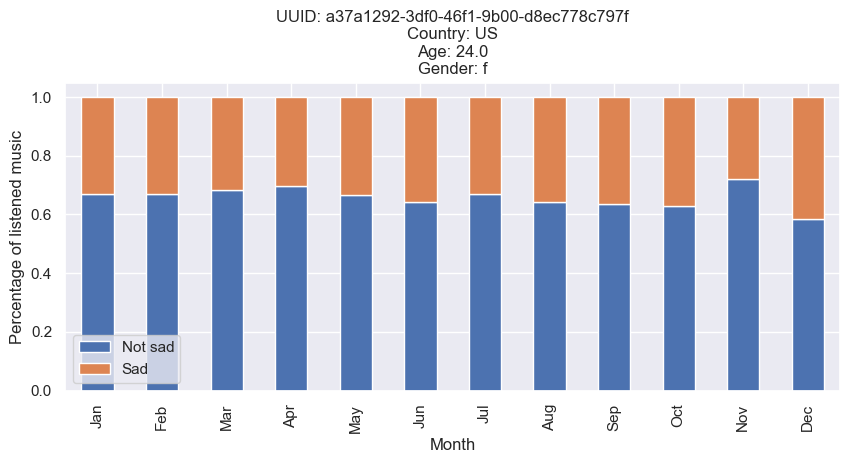 UUID: a37a1292-3df0-46f1-9b00-d8ec778c797f
Country: US
Age: 24.0
Gender: f
Percentage of listened music
1.0
0.8
0.6
0.4
0.2
0.0
Not sad
Sad
Jan
Feb
Mar
Apr
May
Jun
Jul
Aug
Sep
Oct
Nov
Dec
Month